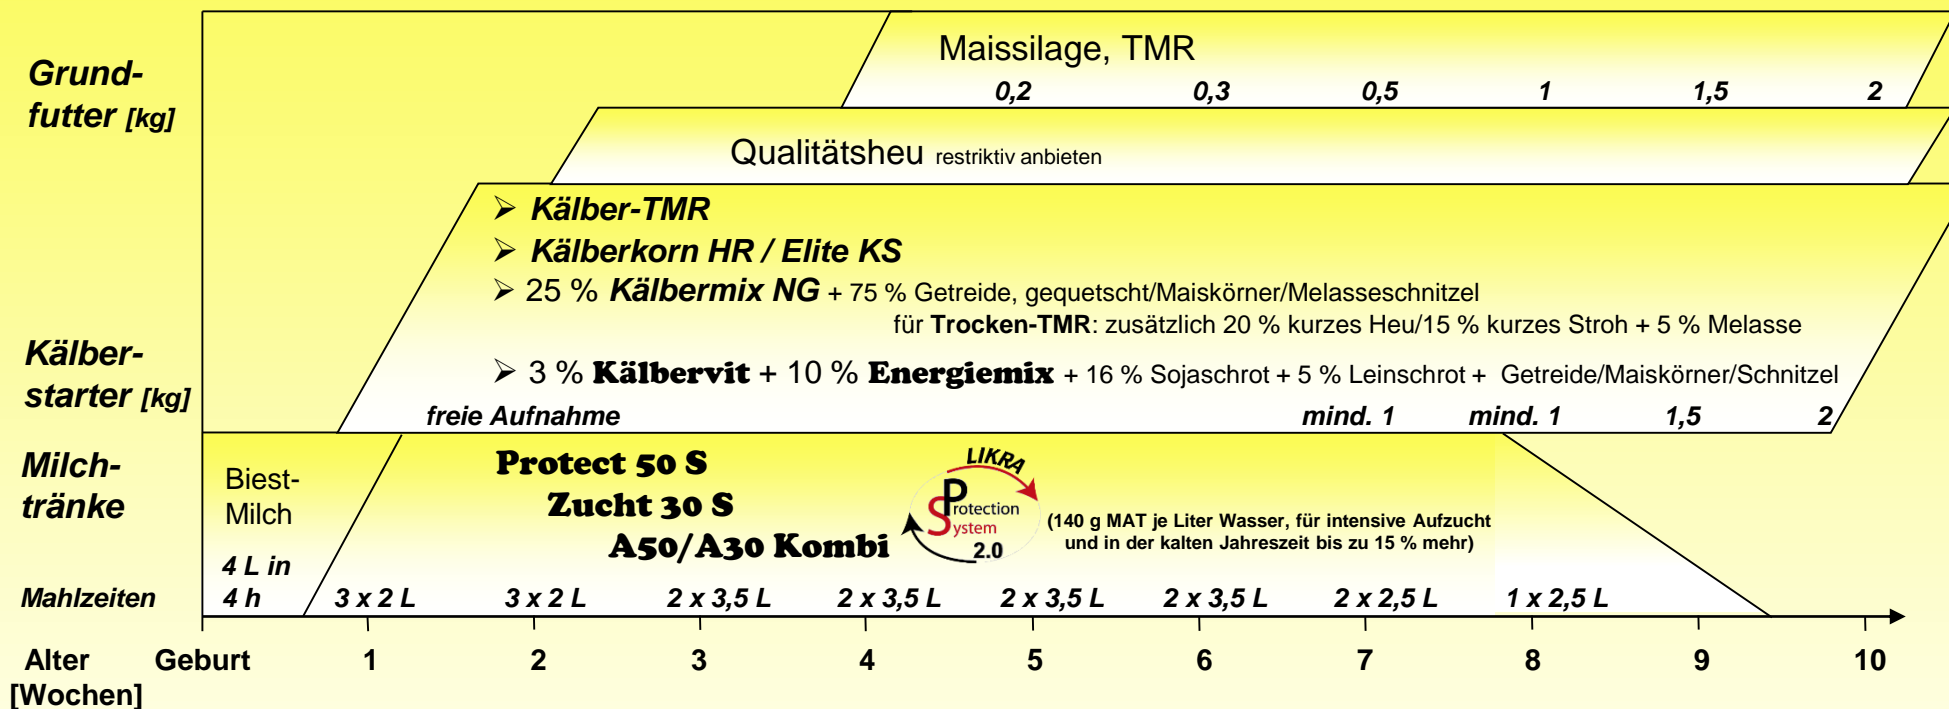 Grund-
futter [kg]
Maissilage, TMR
0,2 0,3 0,5 1 1,5 2
Qualitätsheu restriktiv anbieten
Kälber-
starter [kg]
➢ Kälber-TMR
➢ Kälberkorn HR / Elite KS
➢ 25 % Kälbermix NG + 75 % Getreide, gequetscht/Maiskörner/Melasseschnitzel
für Trocken-TMR: zusätzlich 20 % kurzes Heu/15 % kurzes Stroh + 5 % Melasse
➢ 3 % Kälbervit + 10 % Energiemix + 16 % Sojaschrot + 5 % Leinschrot + Getreide/Maiskörner/Schnitzel
freie Aufnahme mind. 1 mind. 1 1,5 2
Milch-
tränke
Biest-
Milch
4 L in
4 h
Protect 50 S
Zucht 30 S
A50/A30 Kombi
LIKRA
Protection
System
2.0
(140 g MAT je Liter Wasser, für intensive Aufzucht
und in der kalten Jahreszeit bis zu 15 % mehr)
Mahlzeiten 3 x 2 L 3 x 2 L 2 x 3,5 L 2 x 3,5 L 2 x 3,5 L 2 x 3,5 L 2 x 2,5 L 1 x 2,5 L
Alter Geburt 1 2 3 4 5 6 7 8 9 10
[Wochen]